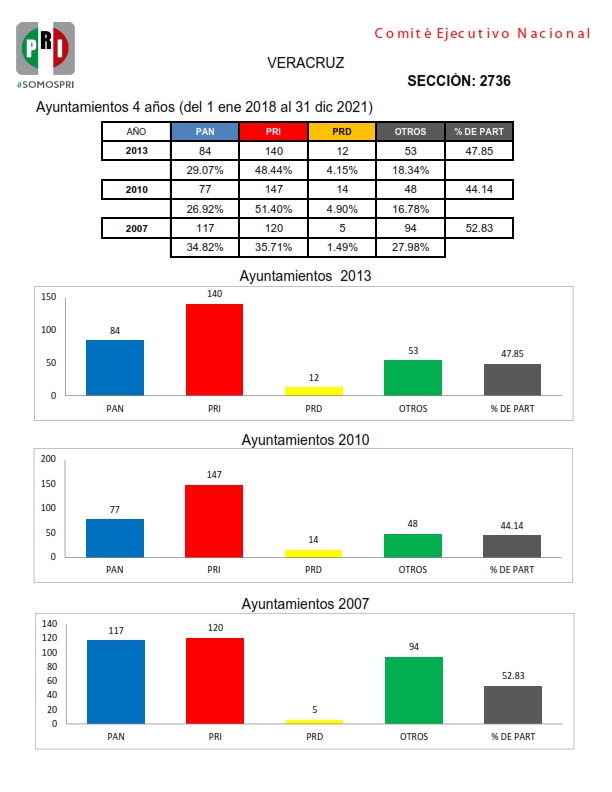 Comité Ejecutivo Nacional
PRI
#SOMOSPRI
VERACRUZ
SECCIÓN: 2736
Ayuntamientos 4 años (del 1 ene 2018 al 31 dic 2021)
AÑO PAN PRI PRD OTROS % DE PART
2013 84 140 12 53 47.85
29.07% 48.44% 4.15% 18.34%
2010 77 147 14 48 44.14
26.92% 51.40% 4.90% 16.78%
2007 117 120 5 94 52.83
34.82% 35.71% 1.49% 27.98%
Ayuntamientos 2013
150
140
100
84
53
47.85
50
12
0
PAN PRI PRD OTROS % DE PART
Ayuntamientos 2010
200
150
147
100
77
48
44.14
50
14
0
PAN PRI PRD OTROS % DE PART
Ayuntamientos 2007
140
120
117
120
100
94
80
60
52.83
40
20
5
0
PAN PRI PRD OTROS % DE PART